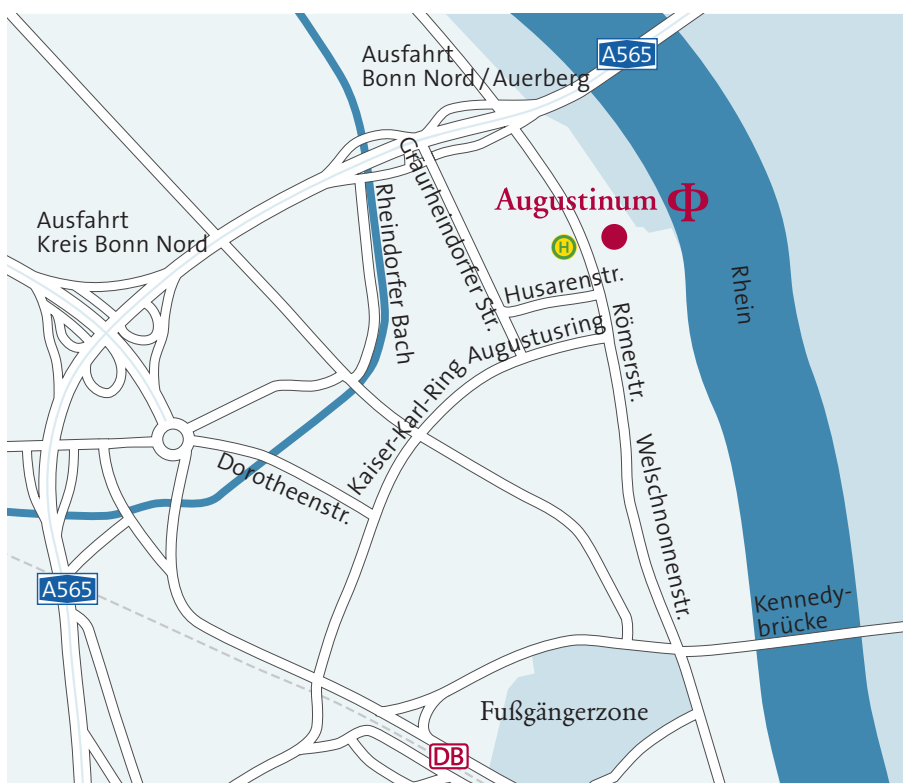 A565
Ausfahrt
Bonn Nord / Auerberg
Graurheindorfer Str.
Rheindorfer Bach
Augustinum Φ
Ausfahrt
Kreis Bonn Nord
H
Husarenstr.
Rhein
Römerstr.
Augustusring
Kaiser-Karl-Ring
Dorotheenstr.
Welschnonnenstr.
A565
Kennedy-
brücke
Fußgängerzone
DB